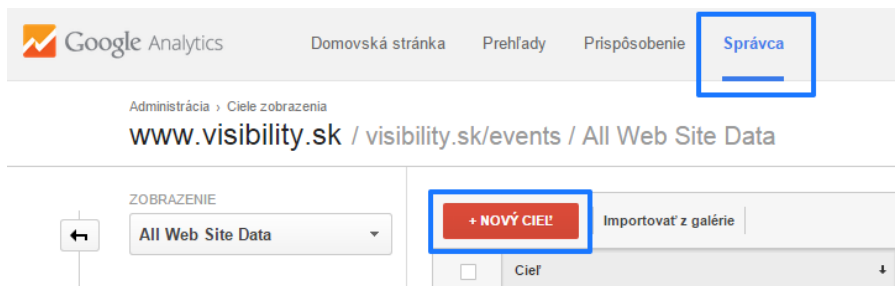 Google Analytics Domovská stránka Prehľady Prispôsobenie Správca
Administrácia › Ciele zobrazenia
www.visibility.sk / visibility.sk/events / All Web Site Data
ZOBRAZENIE
All Web Site Data
+ NOVÝ CIEĽ Importovať z galérie
Cieľ